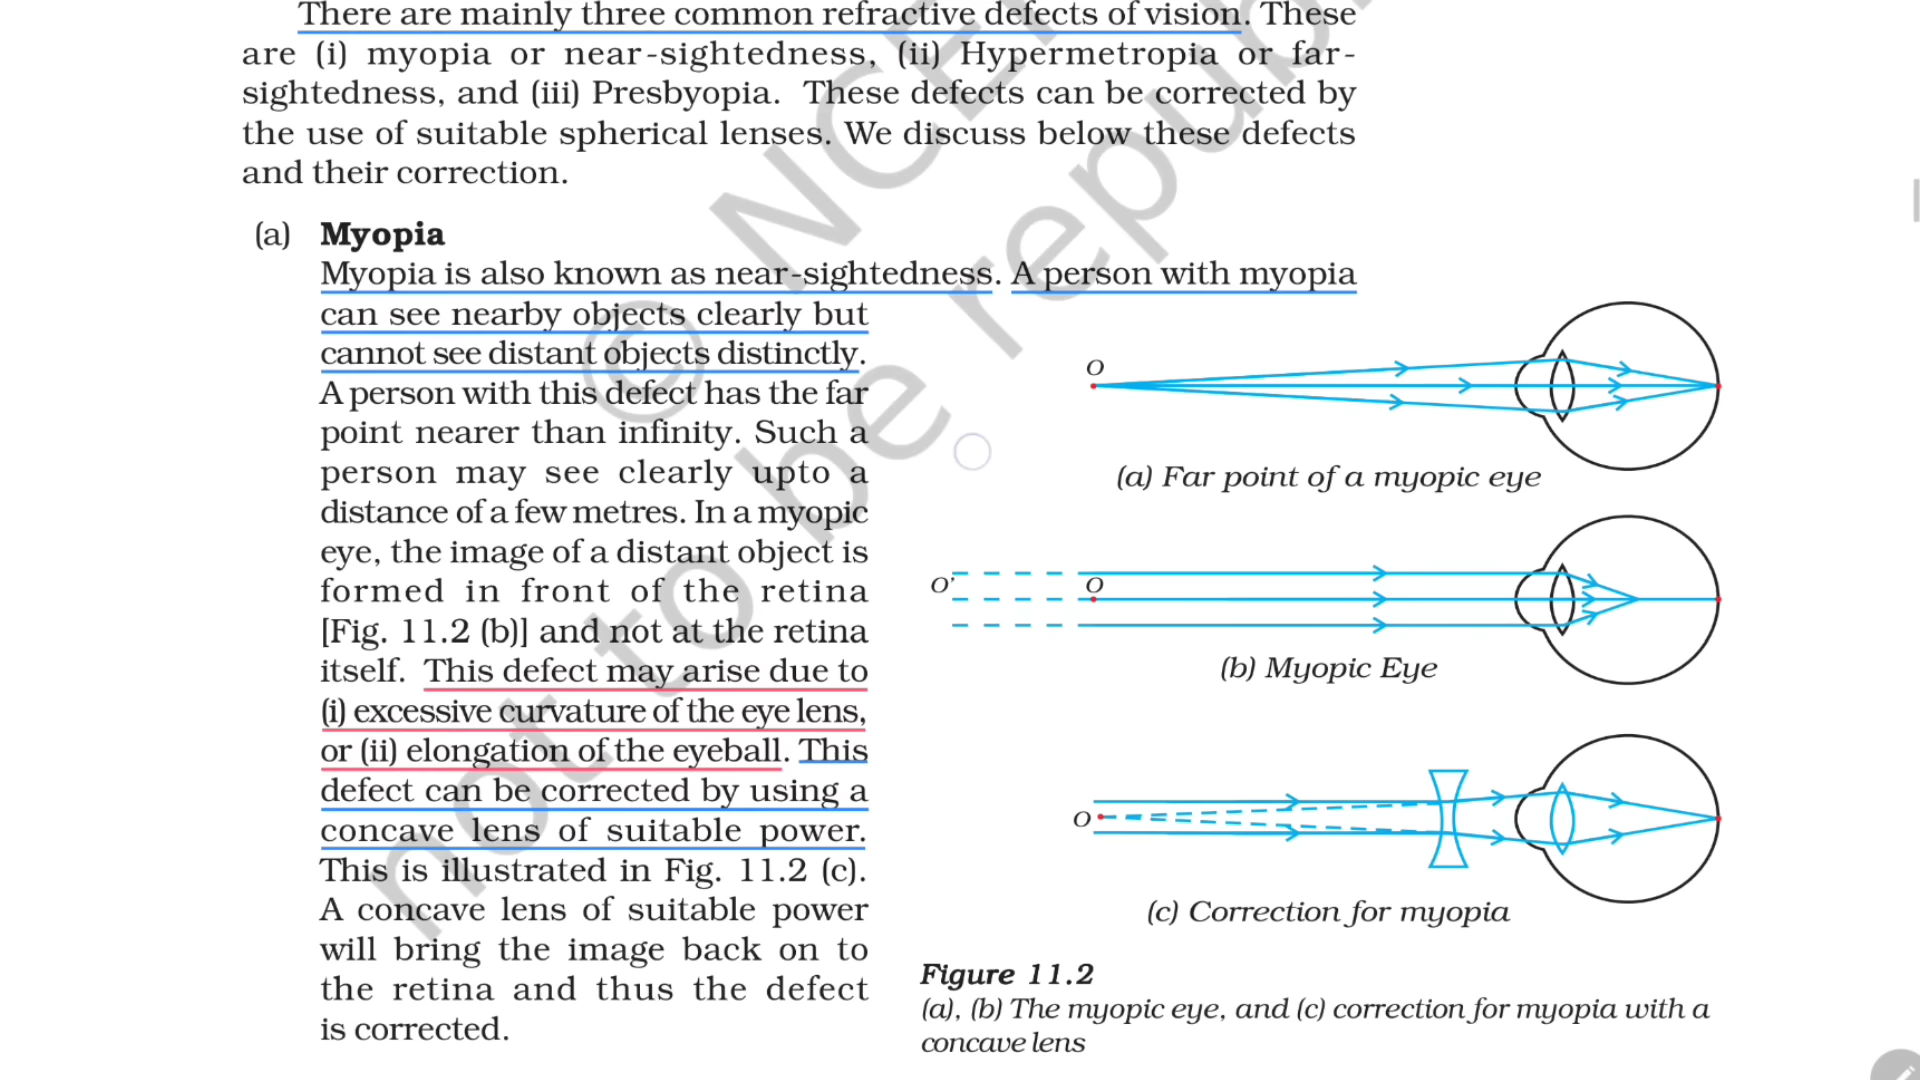 There are mainly three common refractive defects of vision. These
are (i) myopia or near-sightedness, (ii) Hypermetropia or far-
sightedness, and (iii) Presbyopia. These defects can be corrected by
the use of suitable spherical lenses. We discuss below these defects
and their correction.
(a) Myopia
Myopia is also known as near-sightedness. A person with myopia
can see nearby objects clearly but
cannot see distant objects distinctly.
A person with this defect has the far
point nearer than infinity. Such a
person may see clearly upto a
distance of a few metres. In a myopic
eye, the image of a distant object is
formed in front of the retina
[Fig. 11.2 (b)] and not at the retina
itself. This defect may arise due to
(i) excessive curvature of the eye lens,
or (ii) elongation of the eyeball. This
defect can be corrected by using a
concave lens of suitable power.
This is illustrated in Fig. 11.2 (c).
A concave lens of suitable power
will bring the image back on to
the retina and thus the defect
is corrected.
O
(a) Far point of a myopic eye
O' O
(b) Myopic Eye
O
(c) Correction for myopia
Figure 11.2
(a), (b) The myopic eye, and (c) correction for myopia with a
concave lens
not to be
©